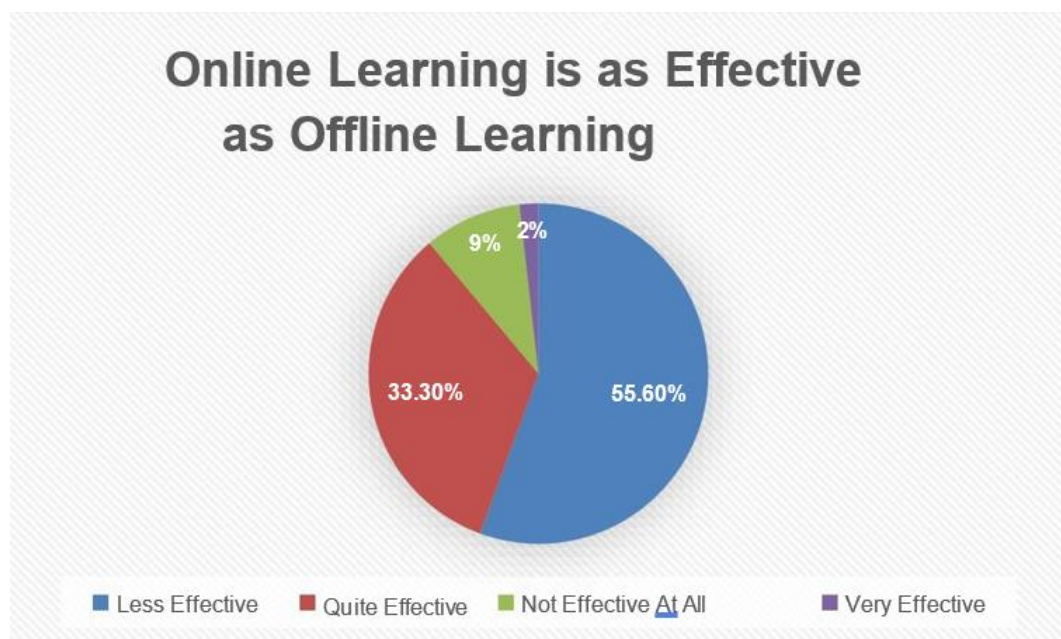 Online Learning is as Effective
as Offline Learning
9%
2%
33.30%
55.60%
Less Effective
Quite Effective
Not Effective At All
Very Effective